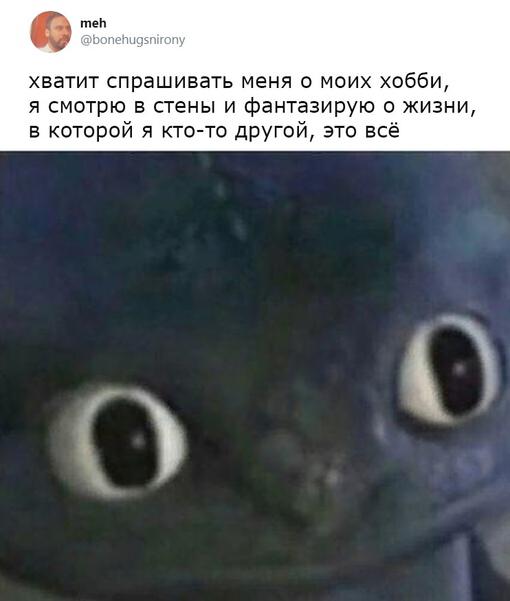 meh
@bonehugsnirony
хватит спрашивать меня о моих хобби,
я смотрю в стены и фантазирую о жизни,
в которой я кто-то другой, это всё